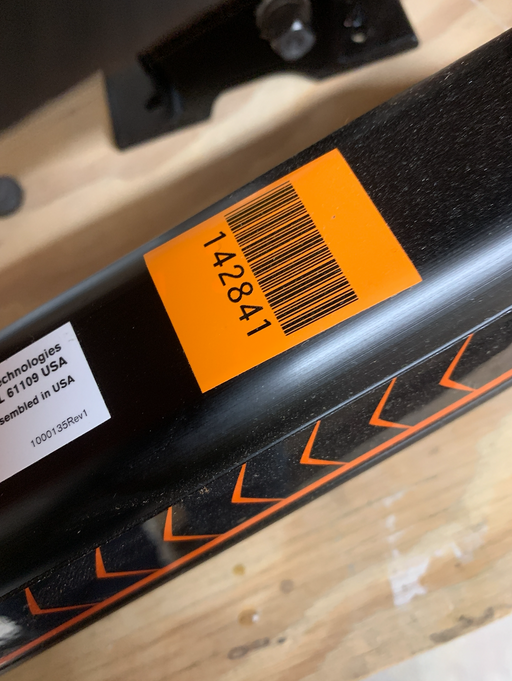 142841
chnologies
61109 USA
sembled in USA
1000135Rev1